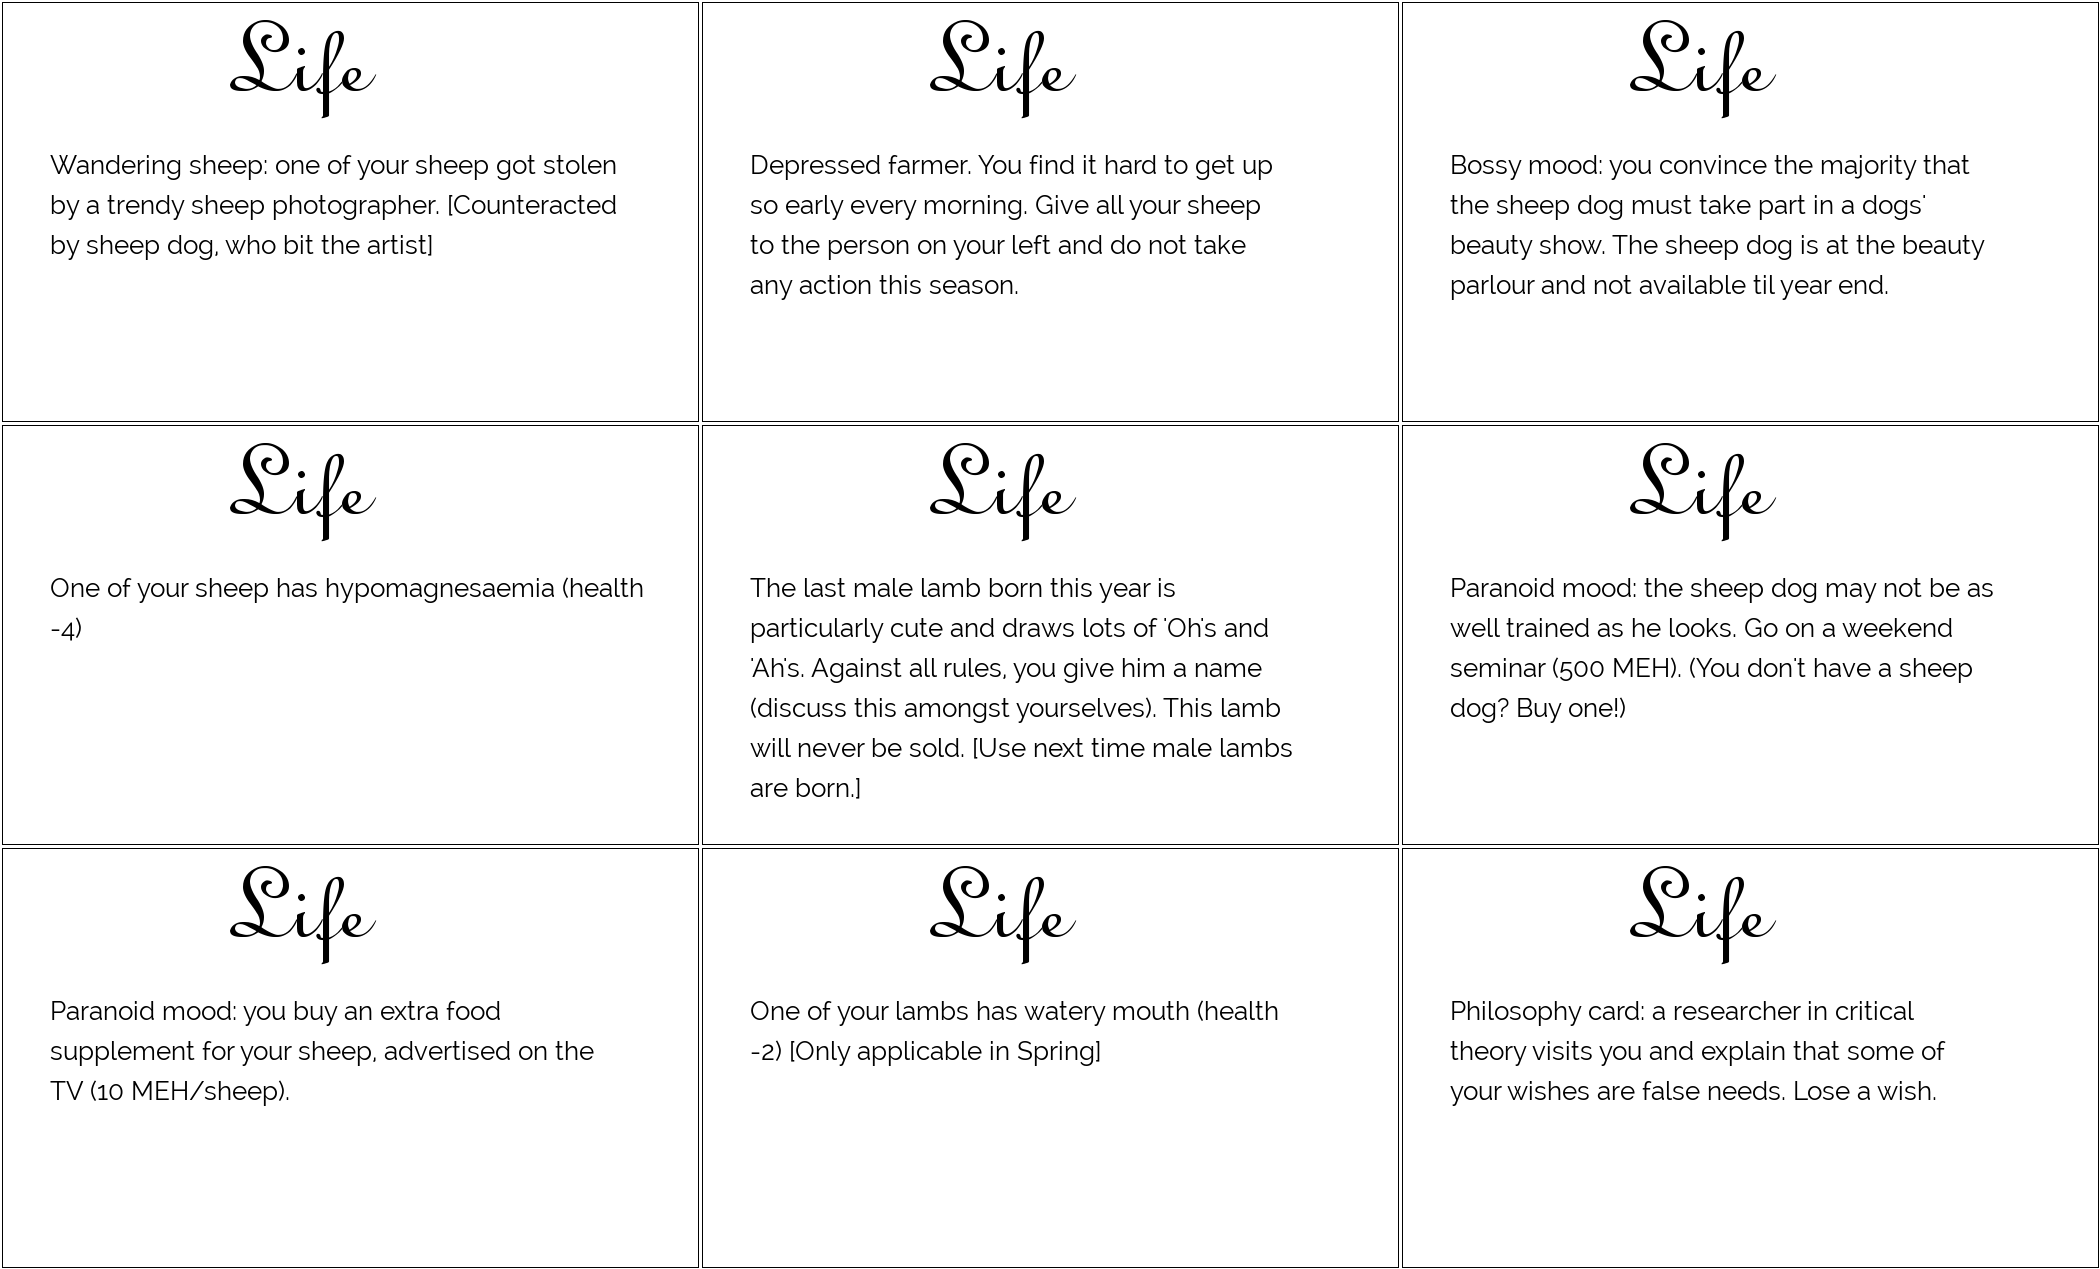 Life
Wandering sheep: one of your sheep got stolen
by a trendy sheep photographer. [Counteracted
by sheep dog, who bit the artist]
Life
Depressed farmer. You find it hard to get up
so early every morning. Give all your sheep
to the person on your left and do not take
any action this season.
Life
Bossy mood: you convince the majority that
the sheep dog must take part in a dogs'
beauty show. The sheep dog is at the beauty
parlour and not available til year end.
Life
One of your sheep has hypomagnesaemia (health
-4)
Life
The last male lamb born this year is
particularly cute and draws lots of 'Oh's and
'Ah's. Against all rules, you give him a name
(discuss this amongst yourselves). This lamb
will never be sold. [Use next time male lambs
are born.]
Life
Paranoid mood: the sheep dog may not be as
well trained as he looks. Go on a weekend
seminar (500 MEH). (You don't have a sheep
dog? Buy one!)
Life
Paranoid mood: you buy an extra food
supplement for your sheep, advertised on the
TV (10 MEH/sheep).
Life
One of your lambs has watery mouth (health
-2) [Only applicable in Spring]
Life
Philosophy card: a researcher in critical
theory visits you and explain that some of
your wishes are false needs. Lose a wish.